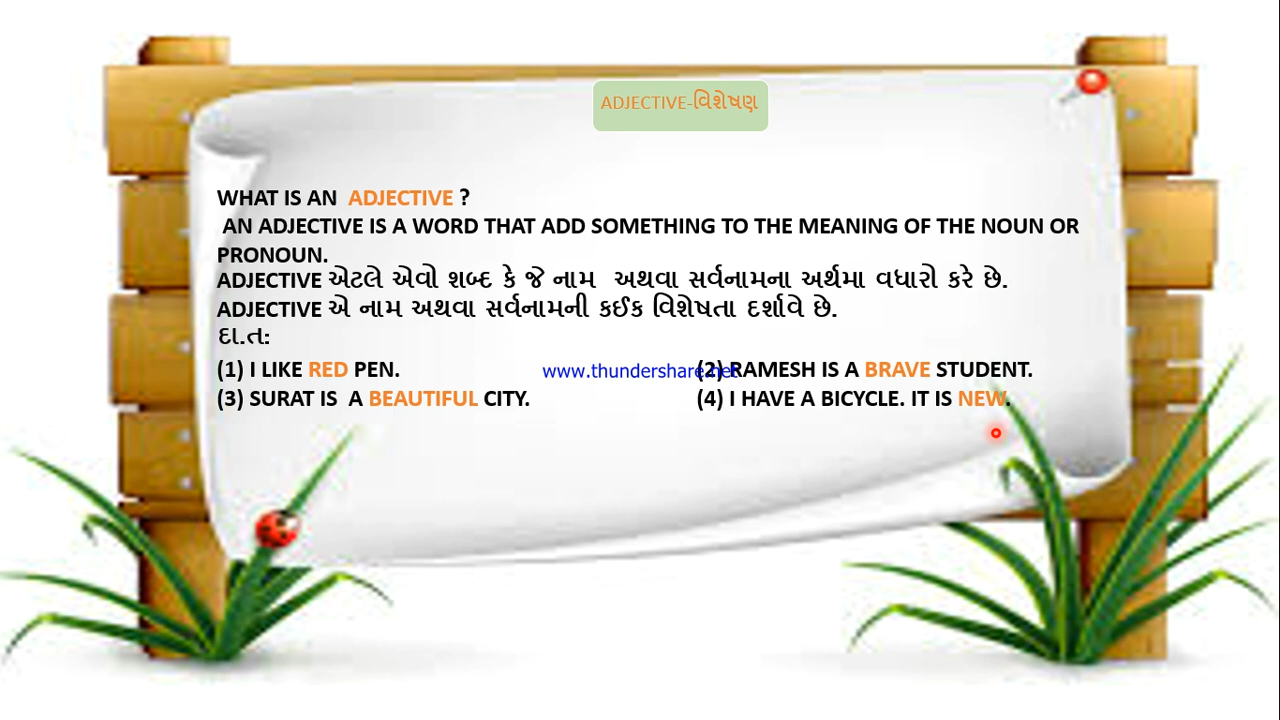 ADJECTIVE-વિશેષણ
WHAT IS AN ADJECTIVE ?
AN ADJECTIVE IS A WORD THAT ADD SOMETHING TO THE MEANING OF THE NOUN OR
PRONOUN.
ADJECTIVE એટલે એવો શબ્દ કે જે નામ અથવા સર્વનામના અર્થમા વધારો કરે છે.
ADJECTIVE એ નામ અથવા સર્વનામની કઈક વિશેષતા દર્શાવે છે.
દા.ત:
(1) I LIKE RED PEN. (2) RAMESH IS A BRAVE STUDENT.
www.thundershare.net
(3) SURAT IS A BEAUTIFUL CITY. (4) I HAVE A BICYCLE. IT IS NEW.